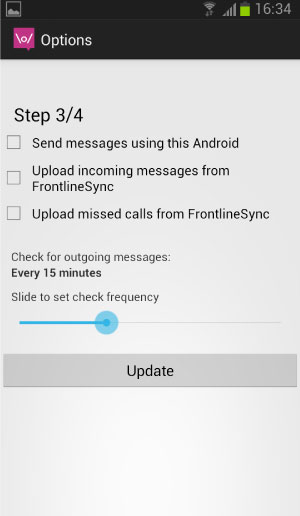 16:34
Options
Step 3/4
Send messages using this Android
Upload incoming messages from
FrontlineSync
Upload missed calls from FrontlineSync
Check for outgoing messages:
Every 15 minutes
Slide to set check frequency
Update